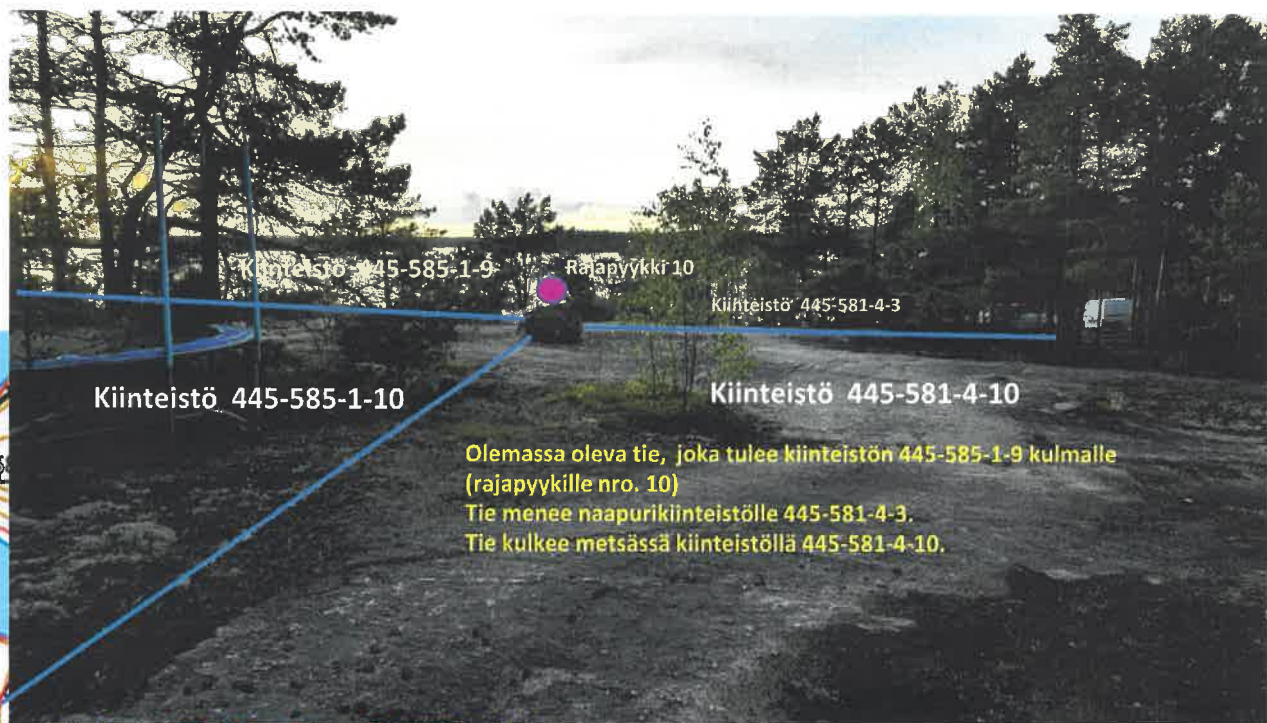 Kiinteistö 445-585-1-9
Rajapyykki 10
Kiinteistö 445-581-4-3
Kiinteistö 445-585-1-10
Kiinteistö 445-581-4-10
Olemassa oleva tie, joka tulee kiinteistön 445-585-1-9 kulmalle
(rajapyykille nro. 10)
Tie menee naapurikiinteistölle 445-581-4-3.
Tie kulkee metsässä kiinteistöllä 445-581-4-10.